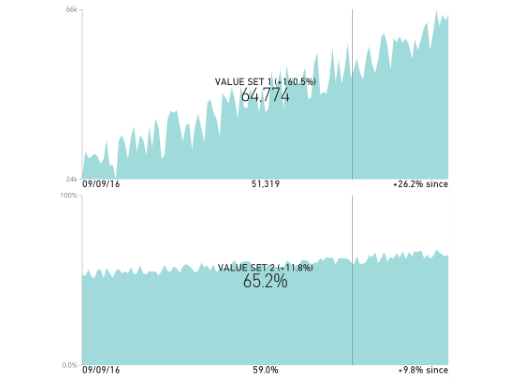 66k
VALUE SET 1 (+160.5%)
64,774
24k
09/09/16 51,319 +26.2% since
100%
VALUE SET 2 (+11.8%)
65.2%
0.0%
09/09/16 59.0% +9.8% since